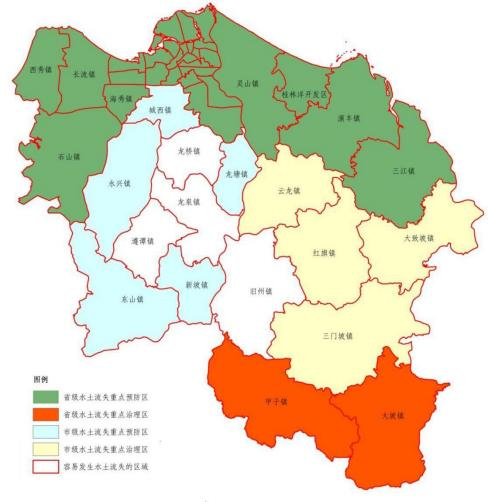 西秀镇
长流镇
海秀镇
城西镇
灵山镇
桂林洋开发区
演丰镇
石山镇
永兴镇
龙桥镇
龙塘镇
云龙镇
三江镇
龙泉镇
遵谭镇
红旗镇
大致坡镇
东山镇
新坡镇
旧州镇
三门坡镇
甲子镇
大坡镇
图例
省级水土流失重点预防区
省级水土流失重点治理区
市级水土流失重点预防区
市级水土流失重点治理区
容易发生水土流失的区域